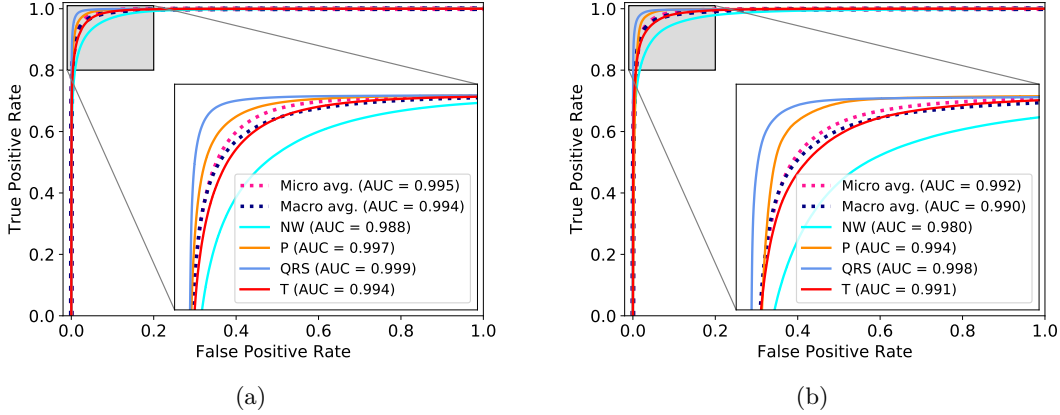 1.0
0.8
0.6
0.4
0.2
0.0
True Positive Rate
Micro avg. (AUC = 0.995)
Macro avg. (AUC = 0.994)
NW (AUC = 0.988)
P (AUC = 0.997)
QRS (AUC = 0.999)
T (AUC = 0.994)
0.0 0.2 0.4 0.6 0.8 1.0
False Positive Rate
(a)
1.0
0.8
0.6
0.4
0.2
0.0
True Positive Rate
Micro avg. (AUC = 0.992)
Macro avg. (AUC = 0.990)
NW (AUC = 0.980)
P (AUC = 0.994)
QRS (AUC = 0.998)
T (AUC = 0.991)
0.0 0.2 0.4 0.6 0.8 1.0
False Positive Rate
(b)